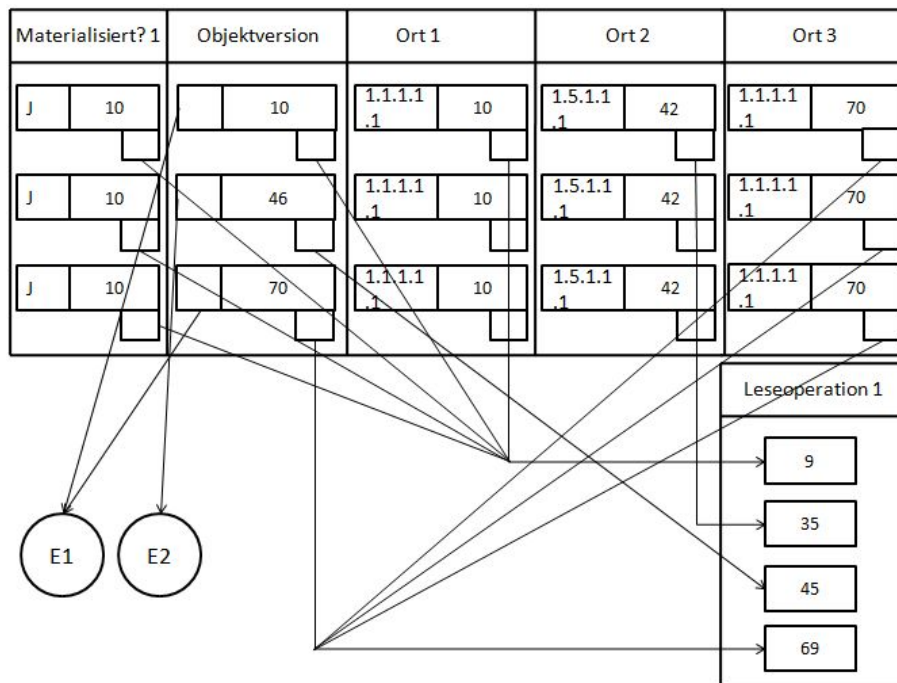 Materialisiert? 1 Objektversion Ort 1 Ort 2 Ort 3
J 10 10 1.1.1.1 10 1.5.1.1 42 1.1.1.1 70
.1 .1 .1
J 10 46 1.1.1.1 10 1.5.1.1 42 1.1.1.1 70
.1 .1 .1
J 10 70 1.1.1.1 10 1.5.1.1 42 1.1.1.1 70
.1 .1 .1
Leseoperation 1
9
35
E1 E2
45
69